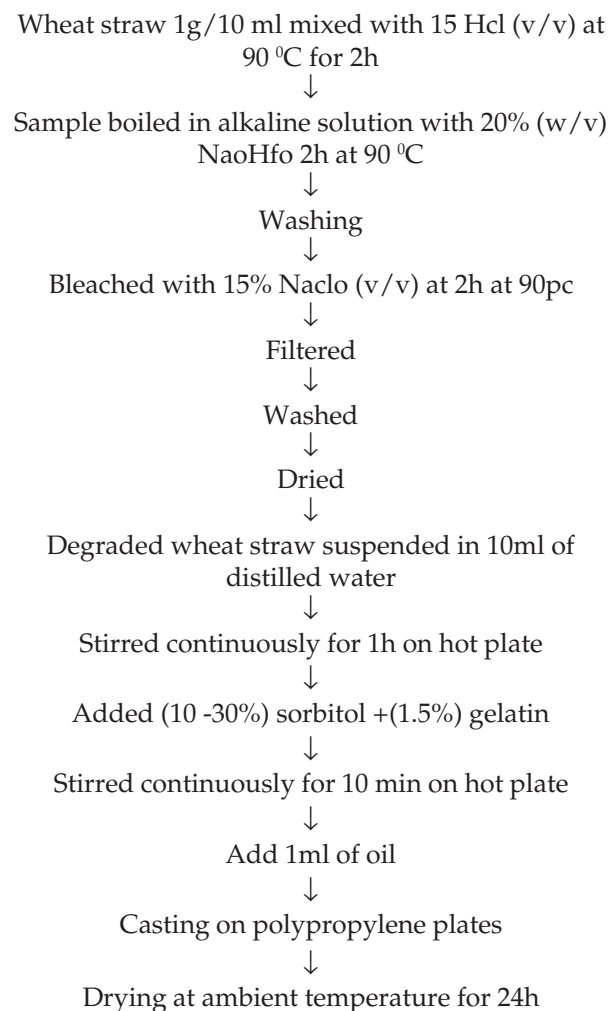 Wheat straw 1g/10 ml mixed with 15 Hcl (v/v) at
90 ⁰C for 2h
↓
Sample boiled in alkaline solution with 20% (w/v)
NaoHfo 2h at 90 ⁰C
↓
Washing
↓
Bleached with 15% Naclo (v/v) at 2h at 90pc
↓
Filtered
↓
Washed
↓
Dried
↓
Degraded wheat straw suspended in 10ml of
distilled water
↓
Stirred continuously for 1h on hot plate
↓
Added (10 -30%) sorbitol +(1.5%) gelatin
↓
Stirred continuously for 10 min on hot plate
↓
Add 1ml of oil
↓
Casting on polypropylene plates
↓
Drying at ambient temperature for 24h